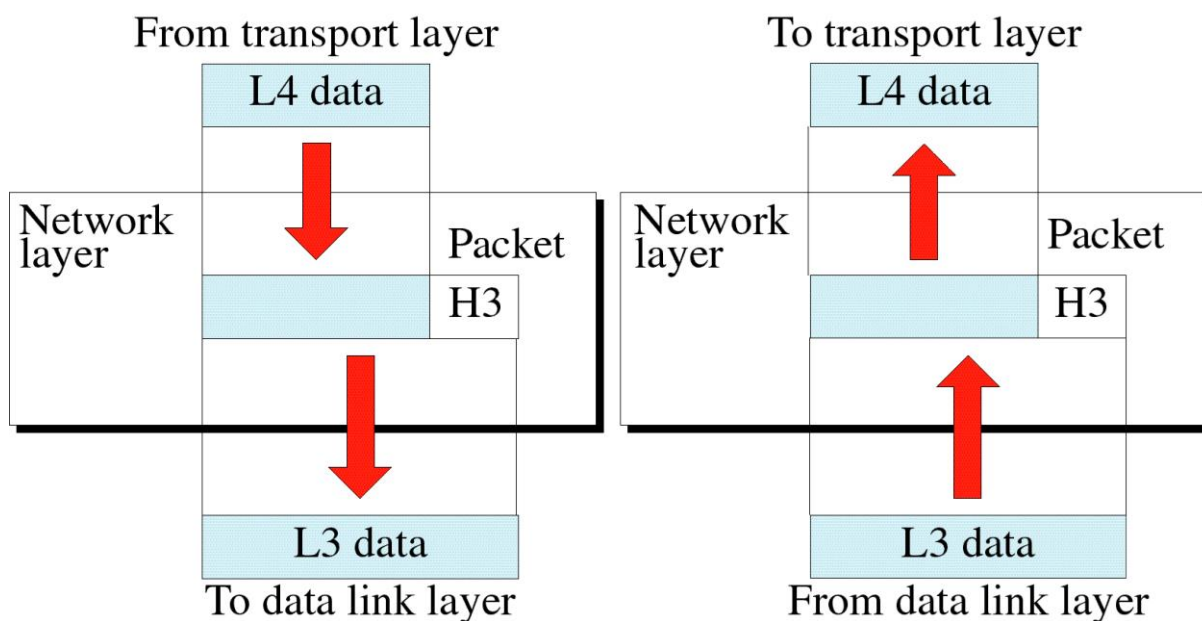 From transport layer
L4 data
Network
layer
Packet
H3
L3 data
To data link layer
To transport layer
L4 data
Network
layer
Packet
H3
L3 data
From data link layer